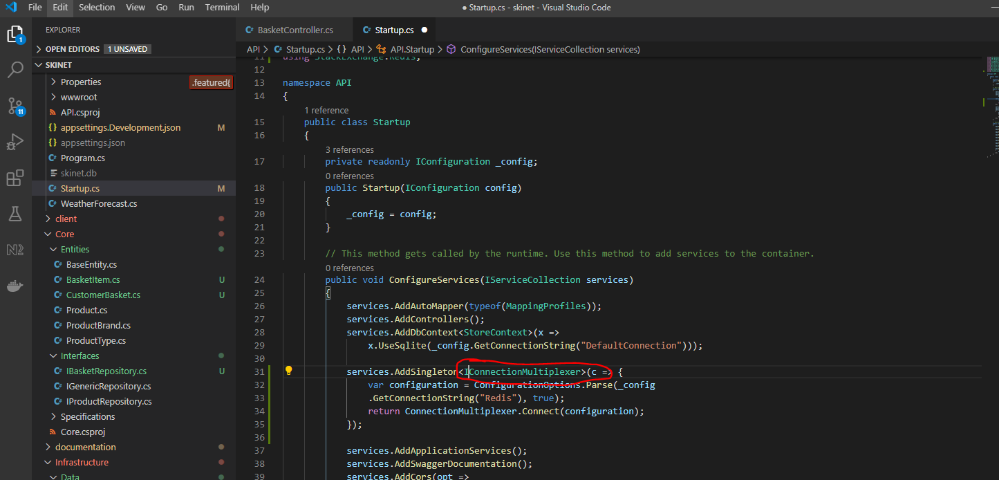 File Edit Selection View Go Run Terminal Help
● Startup.cs - skinet - Visual Studio Code
EXPLORER
OPEN EDITORS 1 UNSAVED
SKINET
Properties
.featured{
wwwroot
API.csproj
appsettings.Development.json M
appsettings.json
Program.cs
skinet.db
Startup.cs M
WeatherForecast.cs
client
Core
Entities
BaseEntity.cs
BasketItem.cs U
CustomerBasket.cs U
Product.cs
ProductBrand.cs
ProductType.cs
Interfaces
IBasketRepository.cs U
IGenericRepository.cs
IProductRepository.cs
Specifications
Core.csproj
documentation
Infrastructure
Data
1
11
BasketController.cs Startup.cs ●
API > Startup.cs > {} API > API.Startup > ConfigureServices(IServiceCollection services)
11 using StackExchange.Redis;
12
13 namespace API
14 {
1 reference
15 public class Startup
16 {
3 references
17 private readonly IConfiguration _config;
0 references
18 public Startup(IConfiguration config)
19 {
20 _config = config;
21 }
22
23 // This method gets called by the runtime. Use this method to add services to the container.
0 references
24 public void ConfigureServices(IServiceCollection services)
25 {
26 services.AddAutoMapper(typeof(MappingProfiles));
27 services.AddControllers();
28 services.AddDbContext<StoreContext>(x =>
29 x.UseSqlite(_config.GetConnectionString("DefaultConnection")));
30
31 services.AddSingleton<IConnectionMultiplexer>(c => {
32 var configuration = ConfigurationOptions.Parse(_config
33 .GetConnectionString("Redis"), true);
34 return ConnectionMultiplexer.Connect(configuration);
35 });
36
37 services.AddApplicationServices();
38 services.AddSwaggerDocumentation();
39 services.AddCors(opt =>